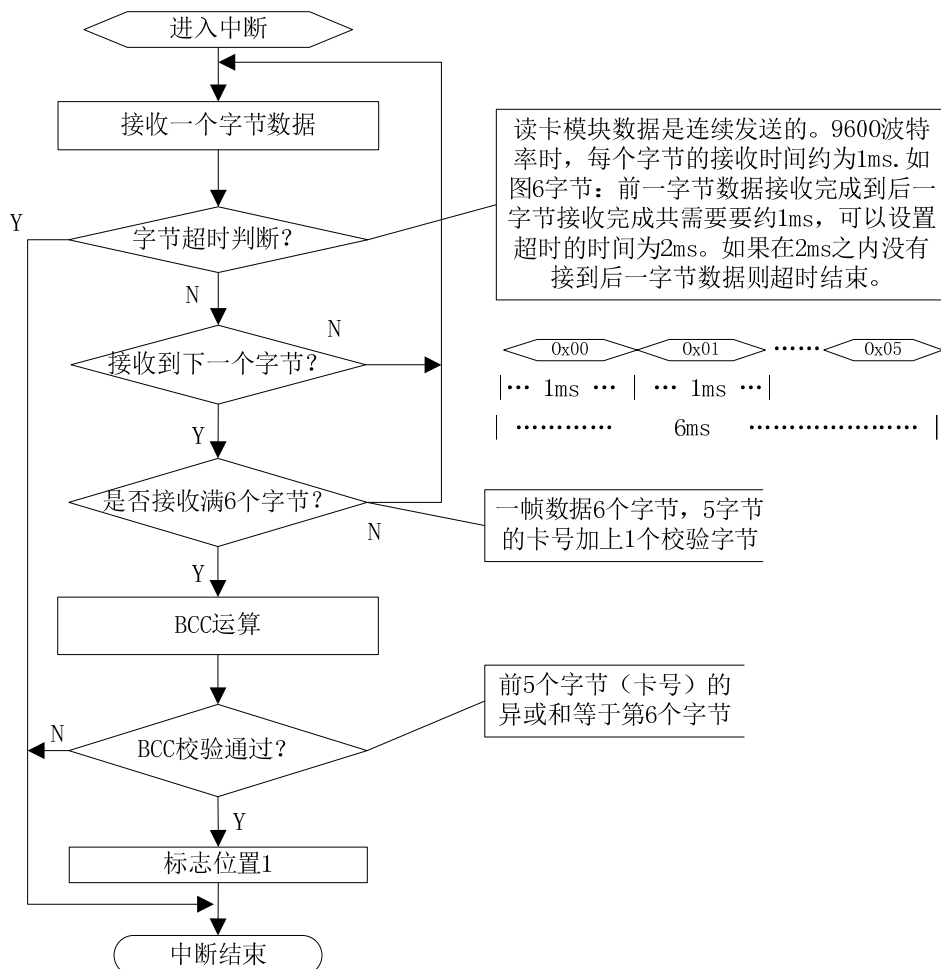 进入中断
接收一个字节数据
读卡模块数据是连续发送的。9600波特
率时，每个字节的接收时间约为1ms.如
图6字节：前一字节数据接收完成到后一
字节接收完成共需要要约1ms，可以设置
超时的时间为2ms。如果在2ms之内没有
接到后一字节数据则超时结束。
Y
字节超时判断？
N
N
接收到下一个字节？
0x00
0x01
……
0x05
… 1ms …
… 1ms …
Y
………… 6ms …………………
是否接收满6个字节？
N
一帧数据6个字节，5字节
的卡号加上1个校验字节
Y
BCC运算
前5个字节（卡号）的
异或和等于第6个字节
N
BCC校验通过？
Y
标志位置1
中断结束